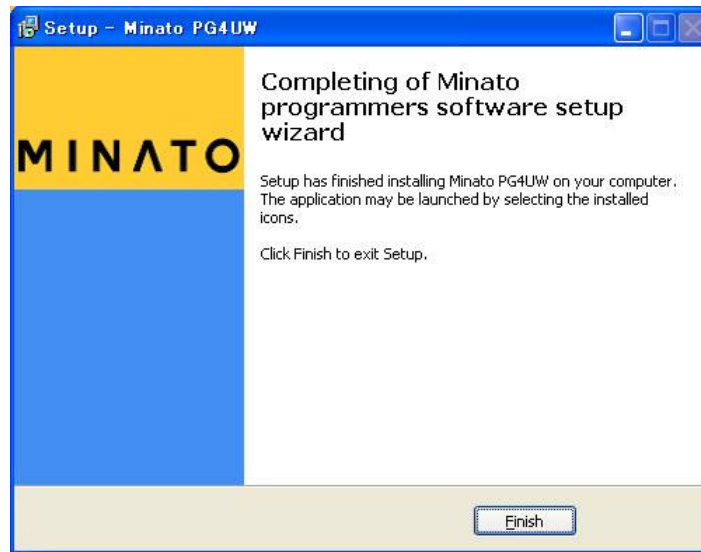 Setup - Minato PG4UW
MINATO
Completing of Minato
programmers software setup
wizard
Setup has finished installing Minato PG4UW on your computer.
The application may be launched by selecting the installed
icons.
Click Finish to exit Setup.
Finish